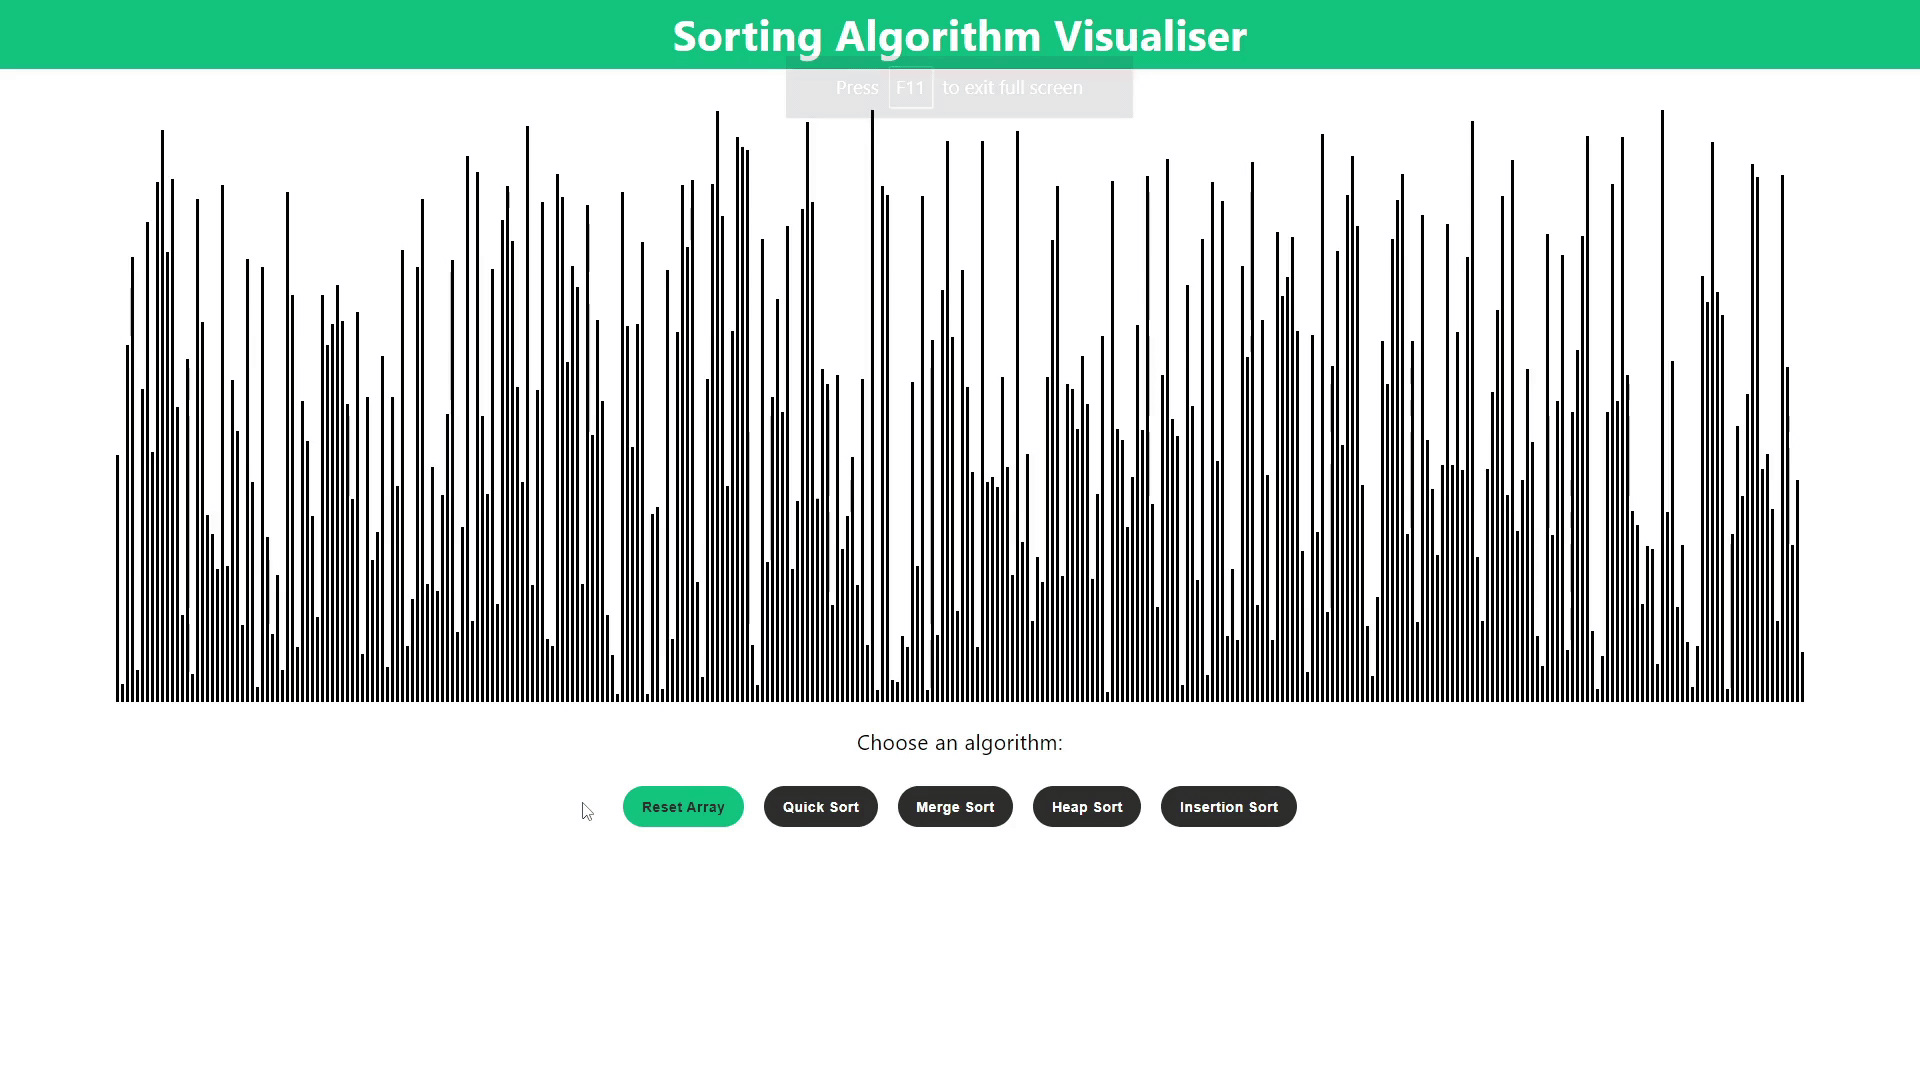 Sorting Algorithm Visualiser
Press F11 to exit full screen
Choose an algorithm:
Reset Array Quick Sort Merge Sort Heap Sort Insertion Sort